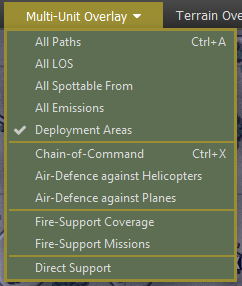 Multi-Unit Overlay Terrain Ove
All Paths Ctrl+A
All LOS
All Spottable From
All Emissions
Deployment Areas
Chain-of-Command Ctrl+X
Air-Defence against Helicopters
Air-Defence against Planes
Fire-Support Coverage
Fire-Support Missions
Direct Support